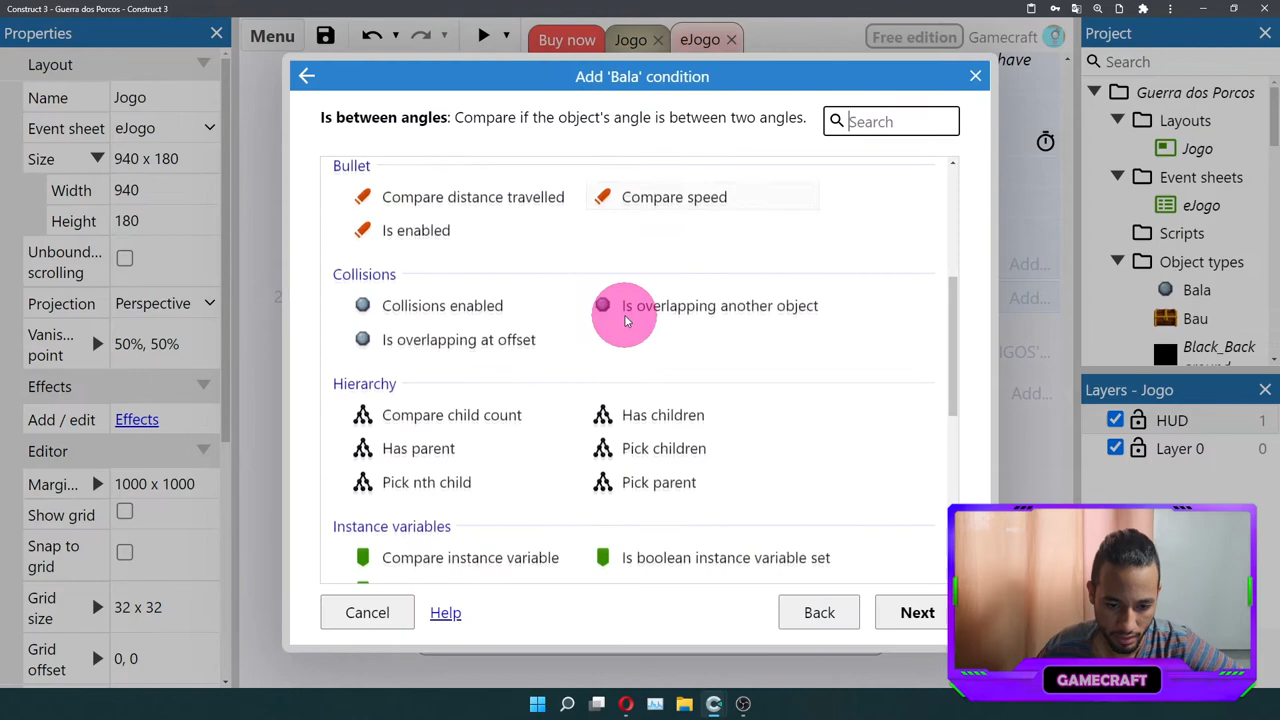 Construct 3 - Guerra dos Porcos - Construct 3
Properties
Menu
Buy now
Jogo
eJogo
Free edition
Gamecraft
Project
Layout
Name
Jogo
Event sheet
eJogo
Size
940 x 180
Width
940
Height
180
Unboun...
scrolling
Projection
Perspective
Vanis...
point
50%, 50%
Effects
Add / edit
Effects
Editor
Margi...
1000 x 1000
Show grid
Snap to
grid
Grid
size
32 x 32
Grid
offset
0, 0
have
Add...
Add...
2
IGOS'...
Add...
Add 'Bala' condition
Is between angles: Compare if the object's angle is between two angles.
Search
Bullet
Compare distance travelled
Compare speed
Is enabled
Collisions
Collisions enabled
Is overlapping another object
Is overlapping at offset
Hierarchy
Compare child count
Has children
Has parent
Pick children
Pick nth child
Pick parent
Instance variables
Compare instance variable
Is boolean instance variable set
Cancel
Help
Back
Next
Search
Guerra dos Porcos
Layouts
Jogo
Event sheets
eJogo
Scripts
Object types
Bala
Bau
Black_Back
Layers - Jogo
HUD
1
Layer 0
0
GAMECRAFT